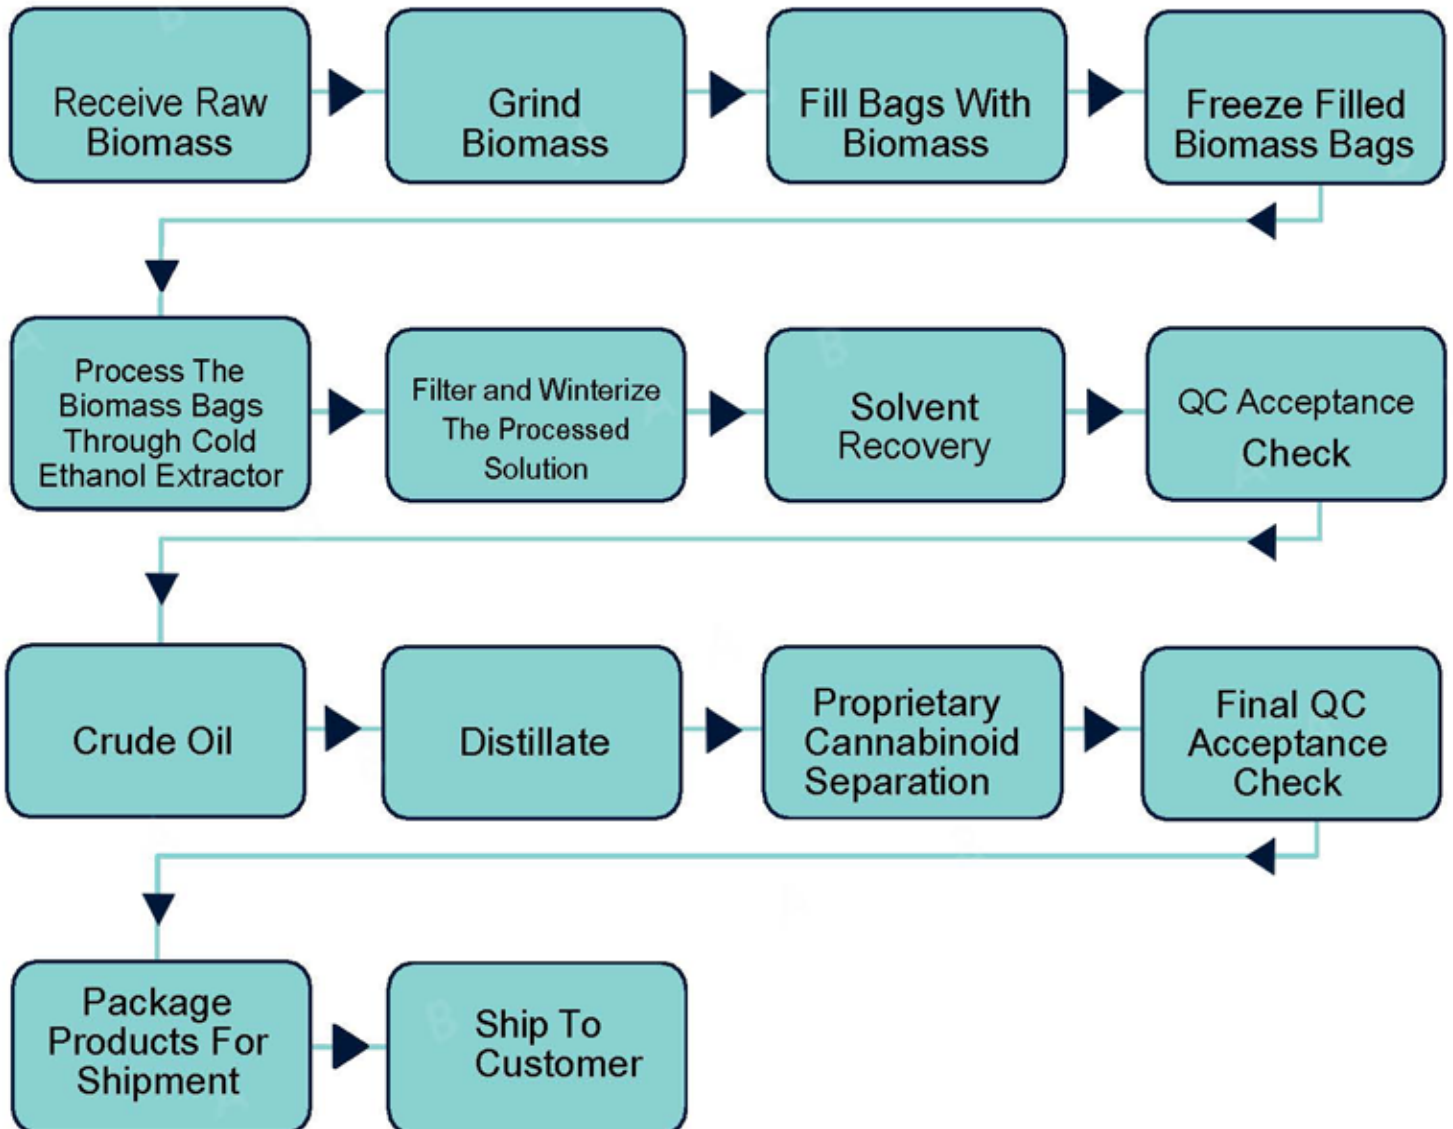 Receive Raw
Biomass
Grind
Biomass
Fill Bags With
Biomass
Freeze Filled
Biomass Bags
Process The
Biomass Bags
Through Cold
Ethanol Extractor
Filter and Winterize
The Processed
Solution
Solvent
Recovery
QC Acceptance
Check
Crude Oil
Distillate
Proprietary
Cannabinoid
Separation
Final QC
Acceptance
Check
Package
Products For
Shipment
Ship To
Customer